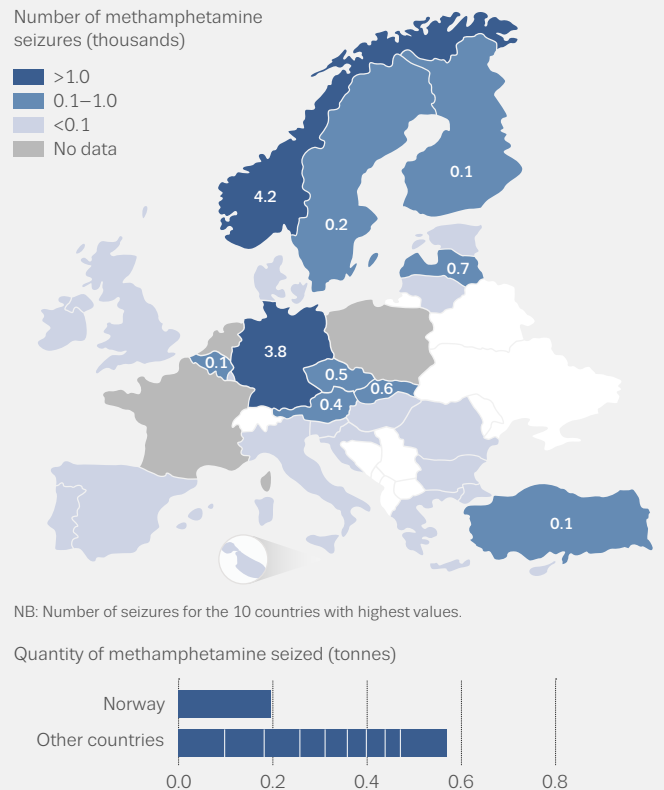 Number of methamphetamine
seizures (thousands)
>1.0
0.1–1.0
<0.1
No data
4.2
0.2
0.1
0.7
0.1
3.8
0.5
0.6
0.4
0.1
NB: Number of seizures for the 10 countries with highest values.
Quantity of methamphetamine seized (tonnes)
Norway
Other countries
0.0 0.2 0.4 0.6 0.8